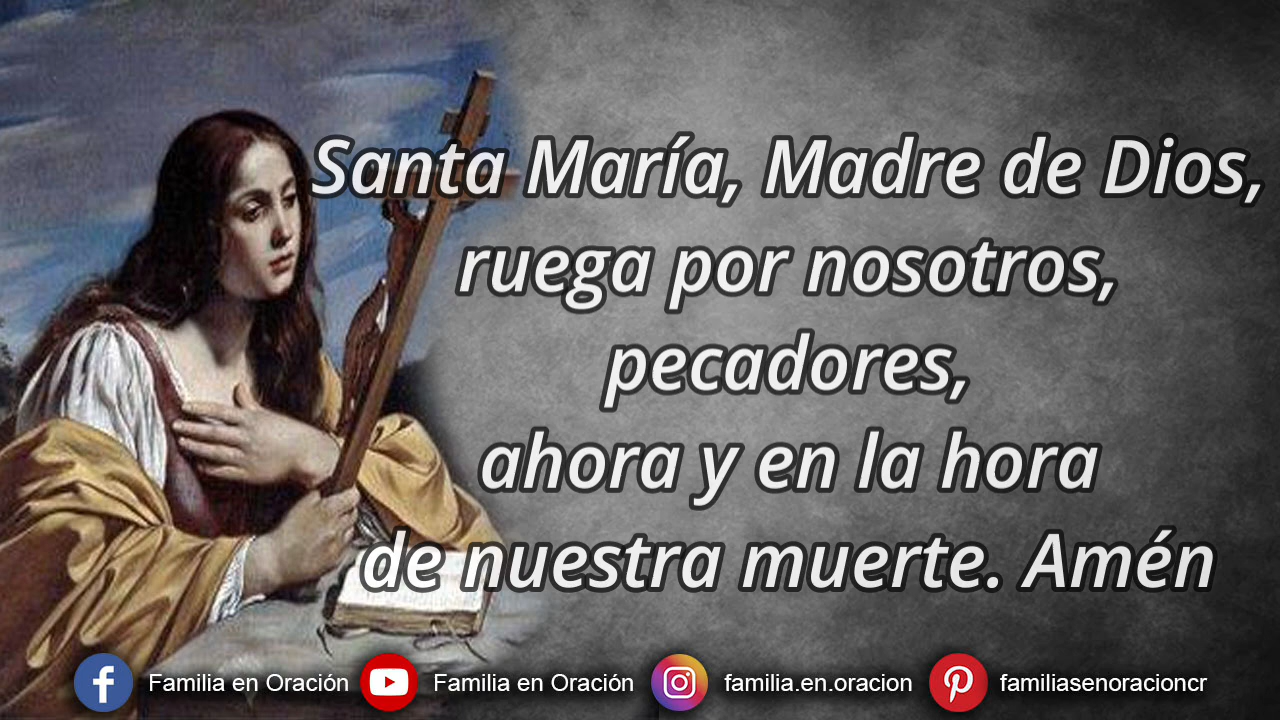 Santa María, Madre de Dios,
ruega por nosotros,
pecadores,
ahora y en la hora
de nuestra muerte. Amén
Familia en Oración Familia en Oración familia.en.oracion familiasenoracioncr